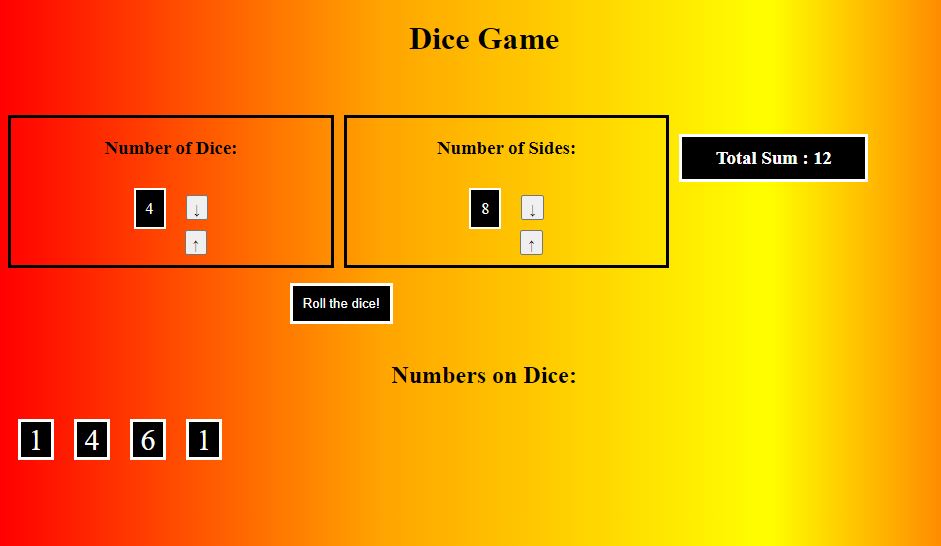 Dice Game
Number of Dice:
4 ↓
↑
Number of Sides:
8 ↓
↑
Total Sum : 12
Roll the dice!
Numbers on Dice:
1 4 6 1